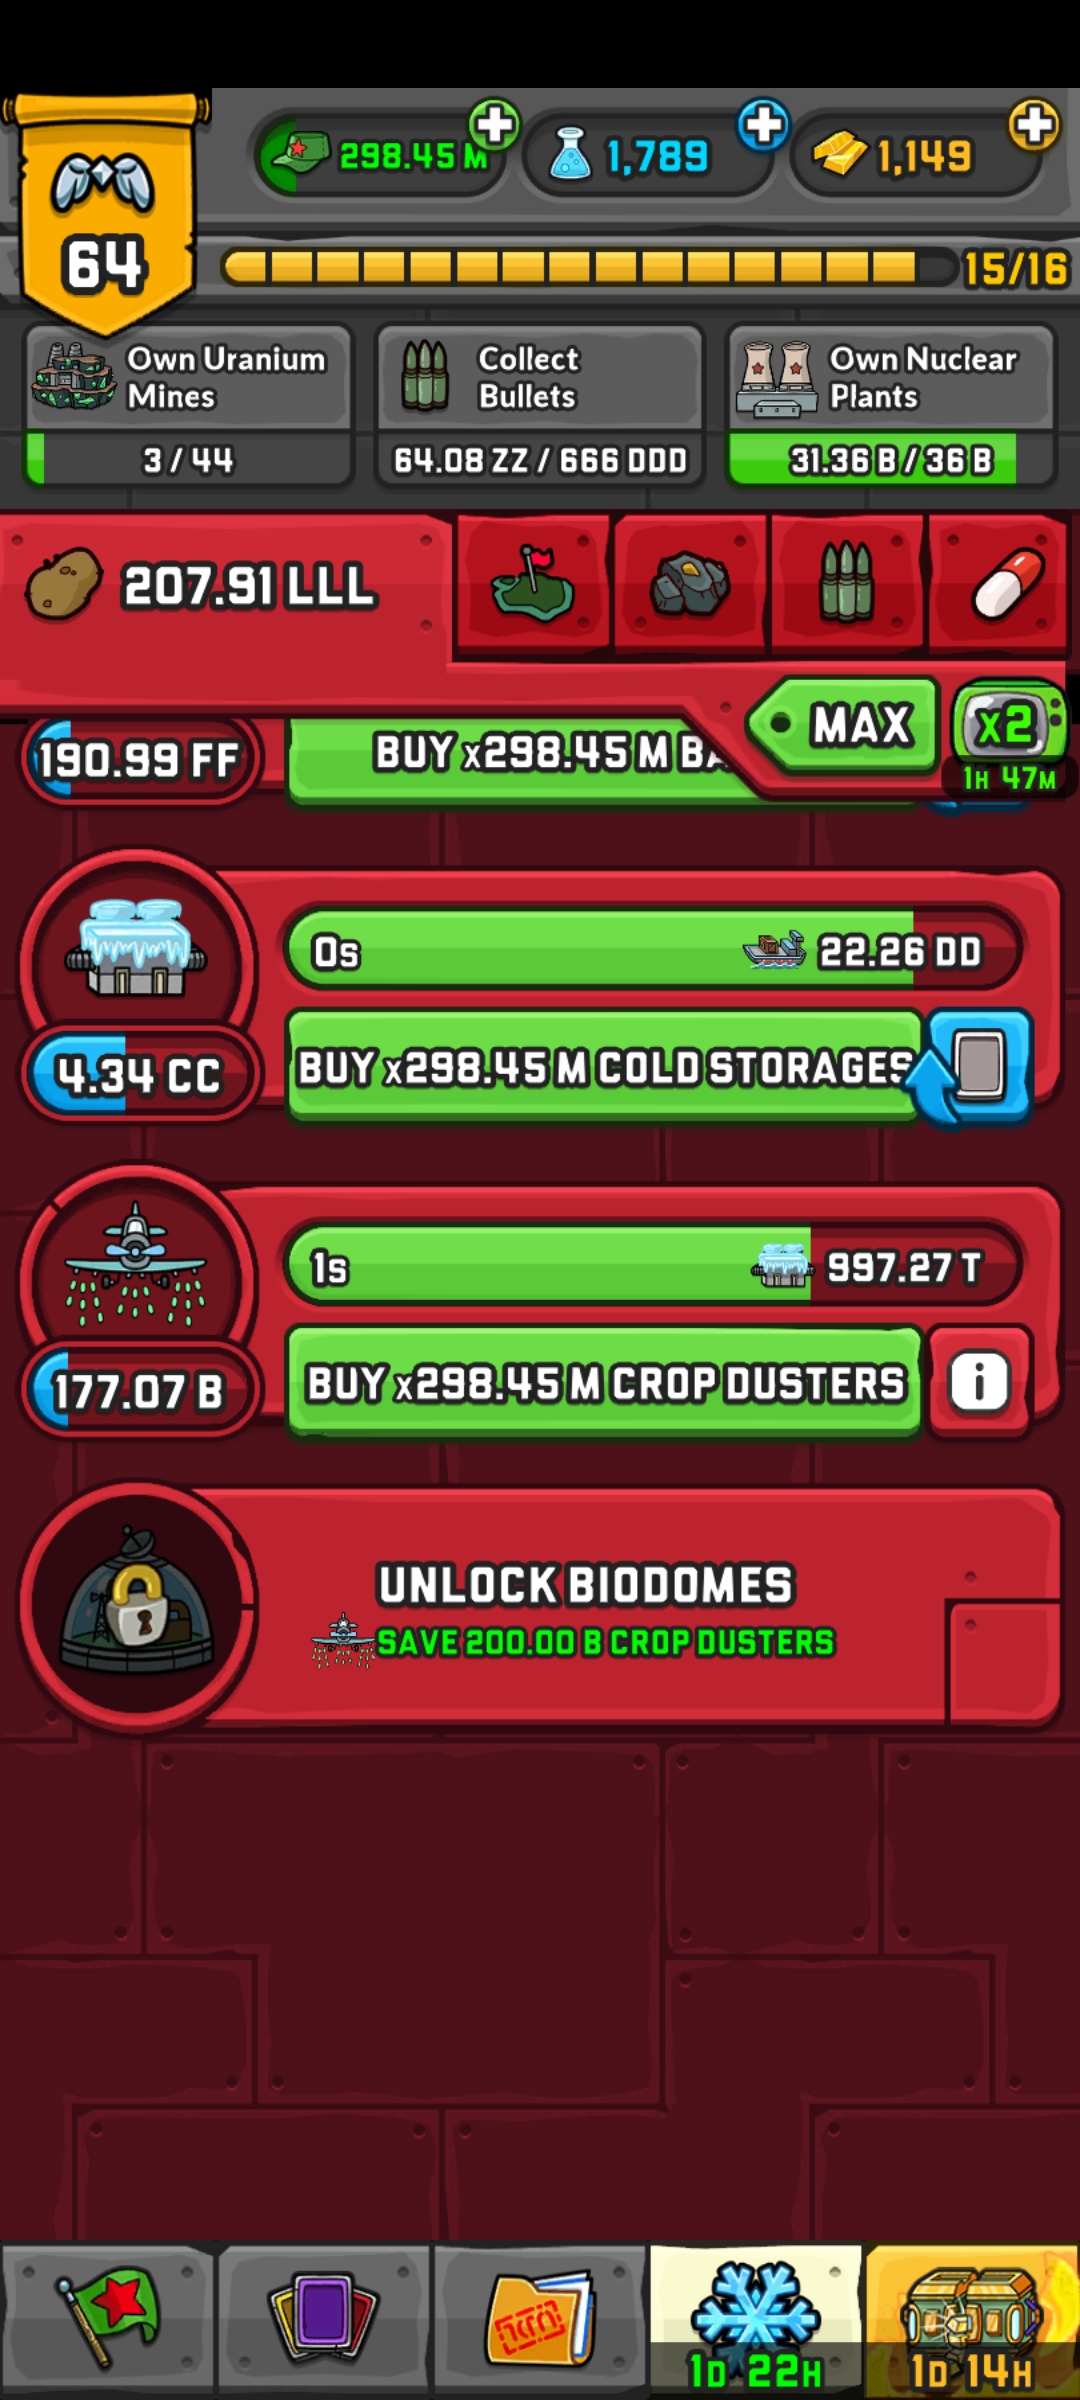 298.45 M
1,789
1,149
64
15/16
Own Uranium
Mines
3 / 44
Collect
Bullets
64.08 ZZ / 666 DDD
Own Nuclear
Plants
31.36 B / 36 B
207.91 LLL
MAX
x2
1H 47M
190.99 FF
BUY x298.45 M
0s
22.26 DD
4.34 CC
BUY x298.45 M COLD STORAGES
1s
997.27 T
177.07 B
BUY x298.45 M CROP DUSTERS
i
UNLOCK BIODOMES
SAVE 200.00 B CROP DUSTERS
1D 22H
1D 14H